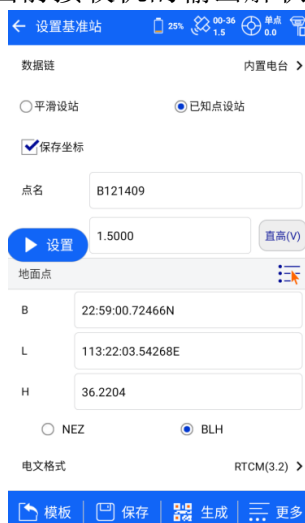 设置基准站 25% 00-36 1.5 单点 0.0
数据链 内置电台
平滑设站 已知点设站
保存坐标
点名 B121409
设置 1.5000 直高(V)
地面点
B 22:59:00.72466N
L 113:22:03.54268E
H 36.2204
NEZ BLH
电文格式 RTCM(3.2)
模板 保存 生成 更多